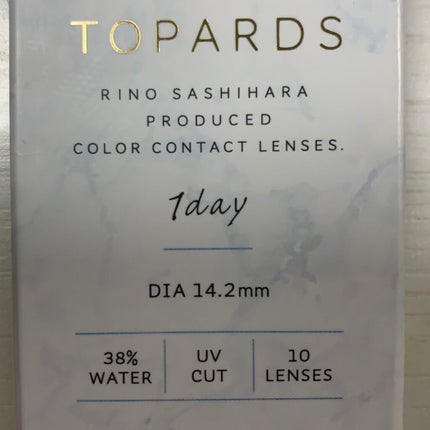 TOPARDS
RINO SASHIHARA
PRODUCED
COLOR CONTACT LENSES.
1day
DIA 14.2mm
38% WATER
UV CUT
10 LENSES